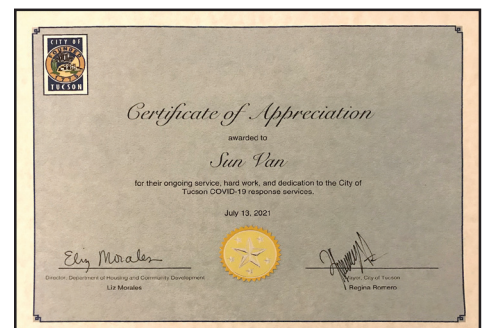 CITY OF
TUCSON
Certificate of Appreciation
awarded to
Sun Van
for their ongoing service, hard work, and dedication to the City of
Tucson COVID-19 response services.
July 13, 2021
Eliz Morales
Director, Department of Housing and Community Development
Liz Morales
Mayor, City of Tucson
Regina Romero